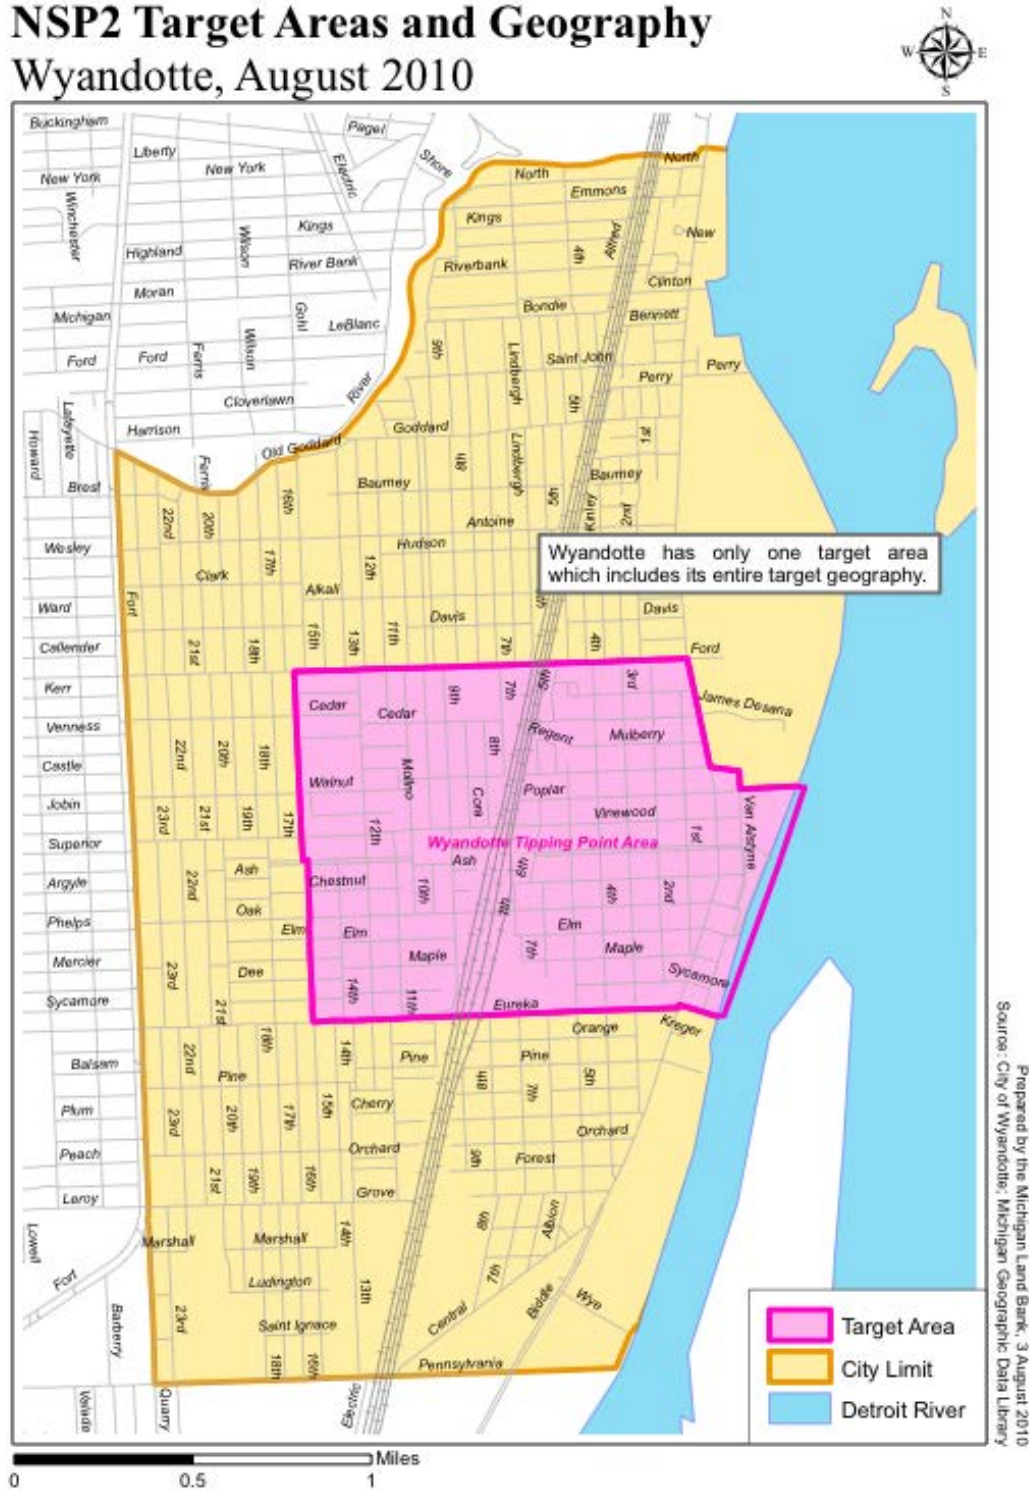 NSP2 Target Areas and Geography
Wyandotte, August 2010
N
W E
S
Buckingham
Pagel
Liberty
Shore
New York
Electric
New York
North
North
Emmons
Winchester
Kings
Kings
Wilson
Alfred
New
Highland
River Bank
Riverbank
4th
Clinton
Moran
Gohl
Bondie
Michigan
LeBlanc
Bennett
Wilson
9th
Lindbergh
Saint John
Ford
Ford
Ferris
Perry
Perry
River
5th
Cloverlawn
Lafayette
Harrison
Goddard
Howard
Old Goddard
Lindbergh
1st
Ferris
8th
Baumey
Baumey
Brest
16th
5th
22nd
20th
Antoine
Kinley
2nd
Wesley
Hudson
Wyandotte has only one target area
which includes its entire target geography.
17th
12th
Clark
Alkali
Fort
Ward
Davis
Davis
Callender
21st
18th
15th
13th
11th
7th
4th
Ford
Kerr
Cedar
Cedar
9th
7th
5th
3rd
James Desana
Venness
22nd
20th
18th
8th
Regent
Mulberry
Castle
Walnut
Molino
Cora
Poplar
Jobin
23rd
21st
19th
17th
12th
Vinewood
1st
Van Alstyne
Superior
Wyandotte Tipping Point Area
Ash
Ash
Argyle
22nd
Chestnut
10th
4th
2nd
Oak
Phelps
Elm
Elm
Elm
Mercier
Maple
7th
Maple
23rd
Dee
Sycamore
Sycamore
21st
14th
11th
Eureka
Kreger
Orange
18th
14th
Pine
Pine
Balsam
22nd
Pine
8th
7th
5th
Plum
23rd
20th
17th
15th
Cherry
Orchard
Peach
Orchard
9th
Forest
Leroy
21st
19th
16th
Grove
Lowell
Marshall
Marshall
14th
Albion
Fort
Ludington
7th
13th
Biddle
Wye
Barberry
23rd
Saint Ignace
Central
18th
16th
Pennsylvania
Quarry
Electric
Target Area
City Limit
Detroit River
Miles
0 0.5 1
Prepared by the Michigan Land Bank, 3 August 2010
Source: City of Wyandotte; Michigan Geographic Data Library